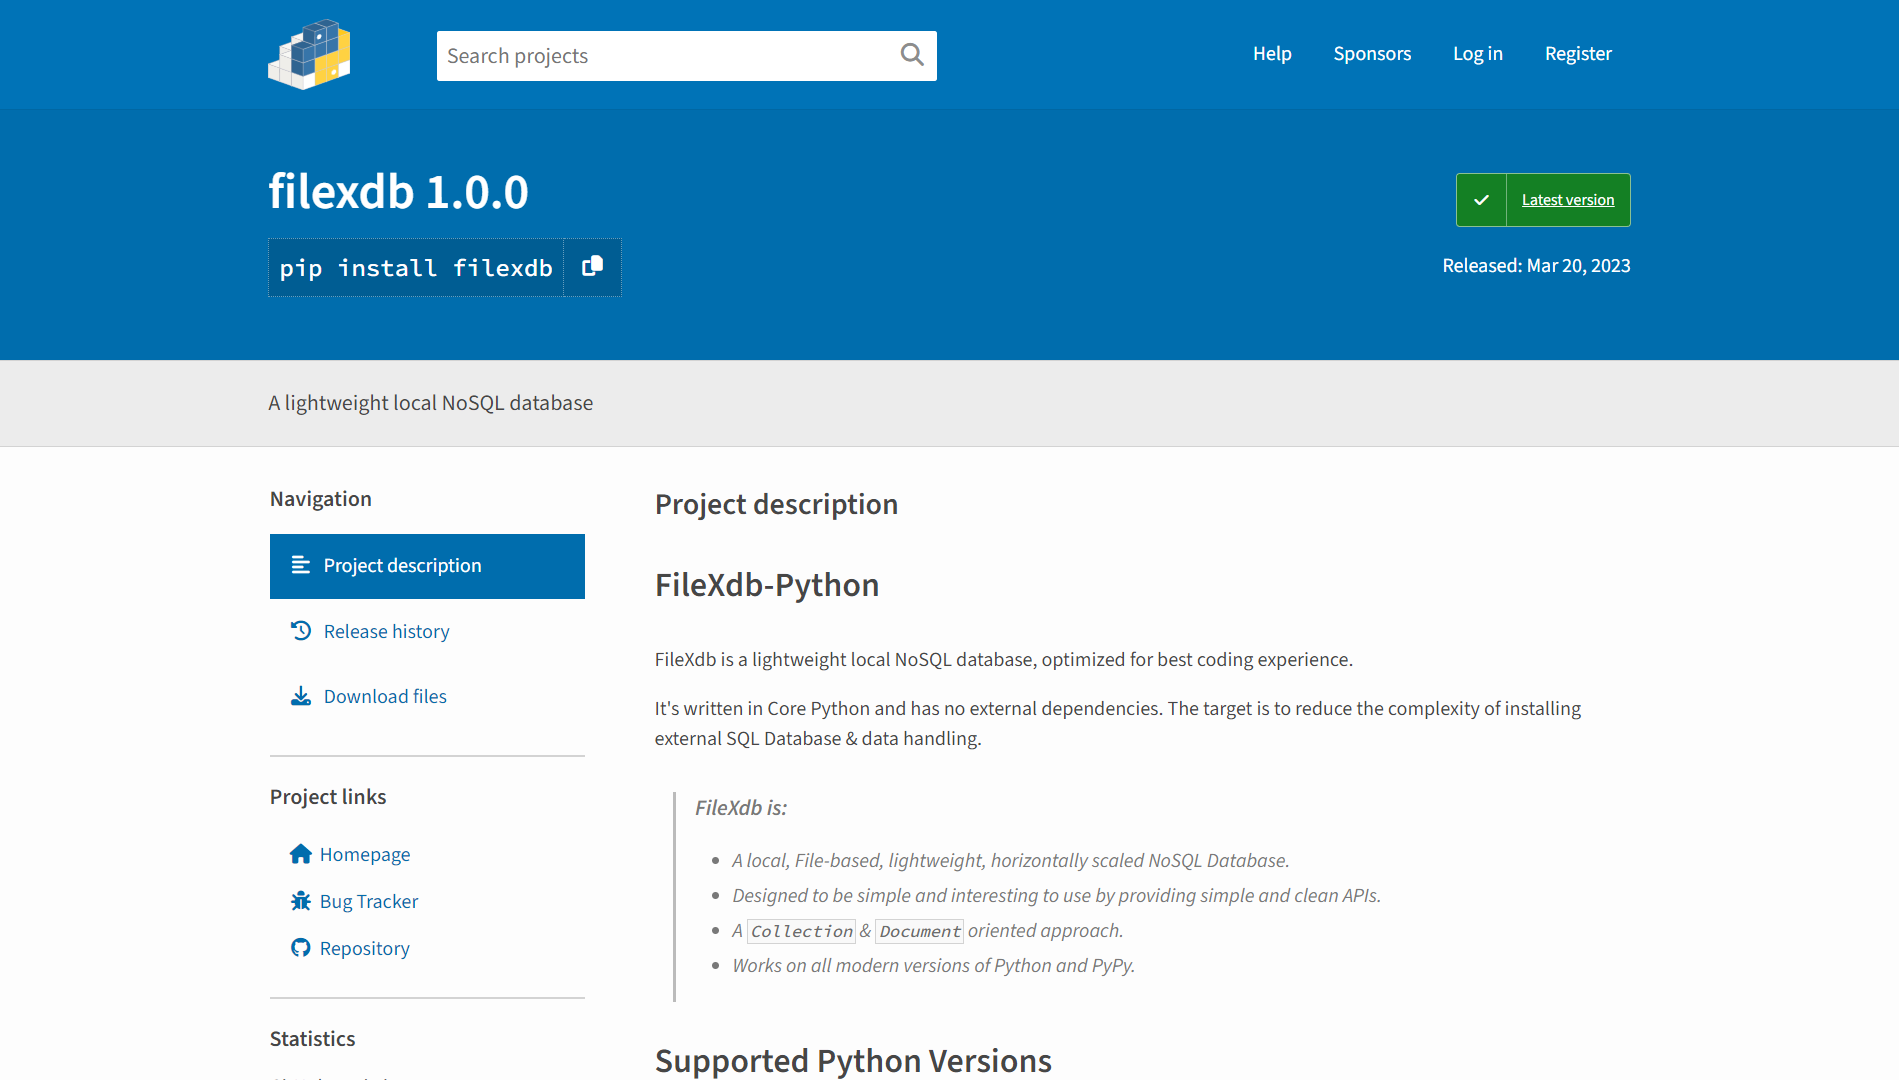 Search projects
Help
Sponsors
Log in
Register
filexdb 1.0.0
pip install filexdb
Latest version
Released: Mar 20, 2023
A lightweight local NoSQL database
Navigation
Project description
Release history
Download files
Project links
Homepage
Bug Tracker
Repository
Statistics
Project description
FileXdb-Python
FileXdb is a lightweight local NoSQL database, optimized for best coding experience.
It's written in Core Python and has no external dependencies. The target is to reduce the complexity of installing
external SQL Database & data handling.
FileXdb is:
A local, File-based, lightweight, horizontally scaled NoSQL Database.
Designed to be simple and interesting to use by providing simple and clean APIs.
A Collection & Document oriented approach.
Works on all modern versions of Python and PyPy.
Supported Python Versions